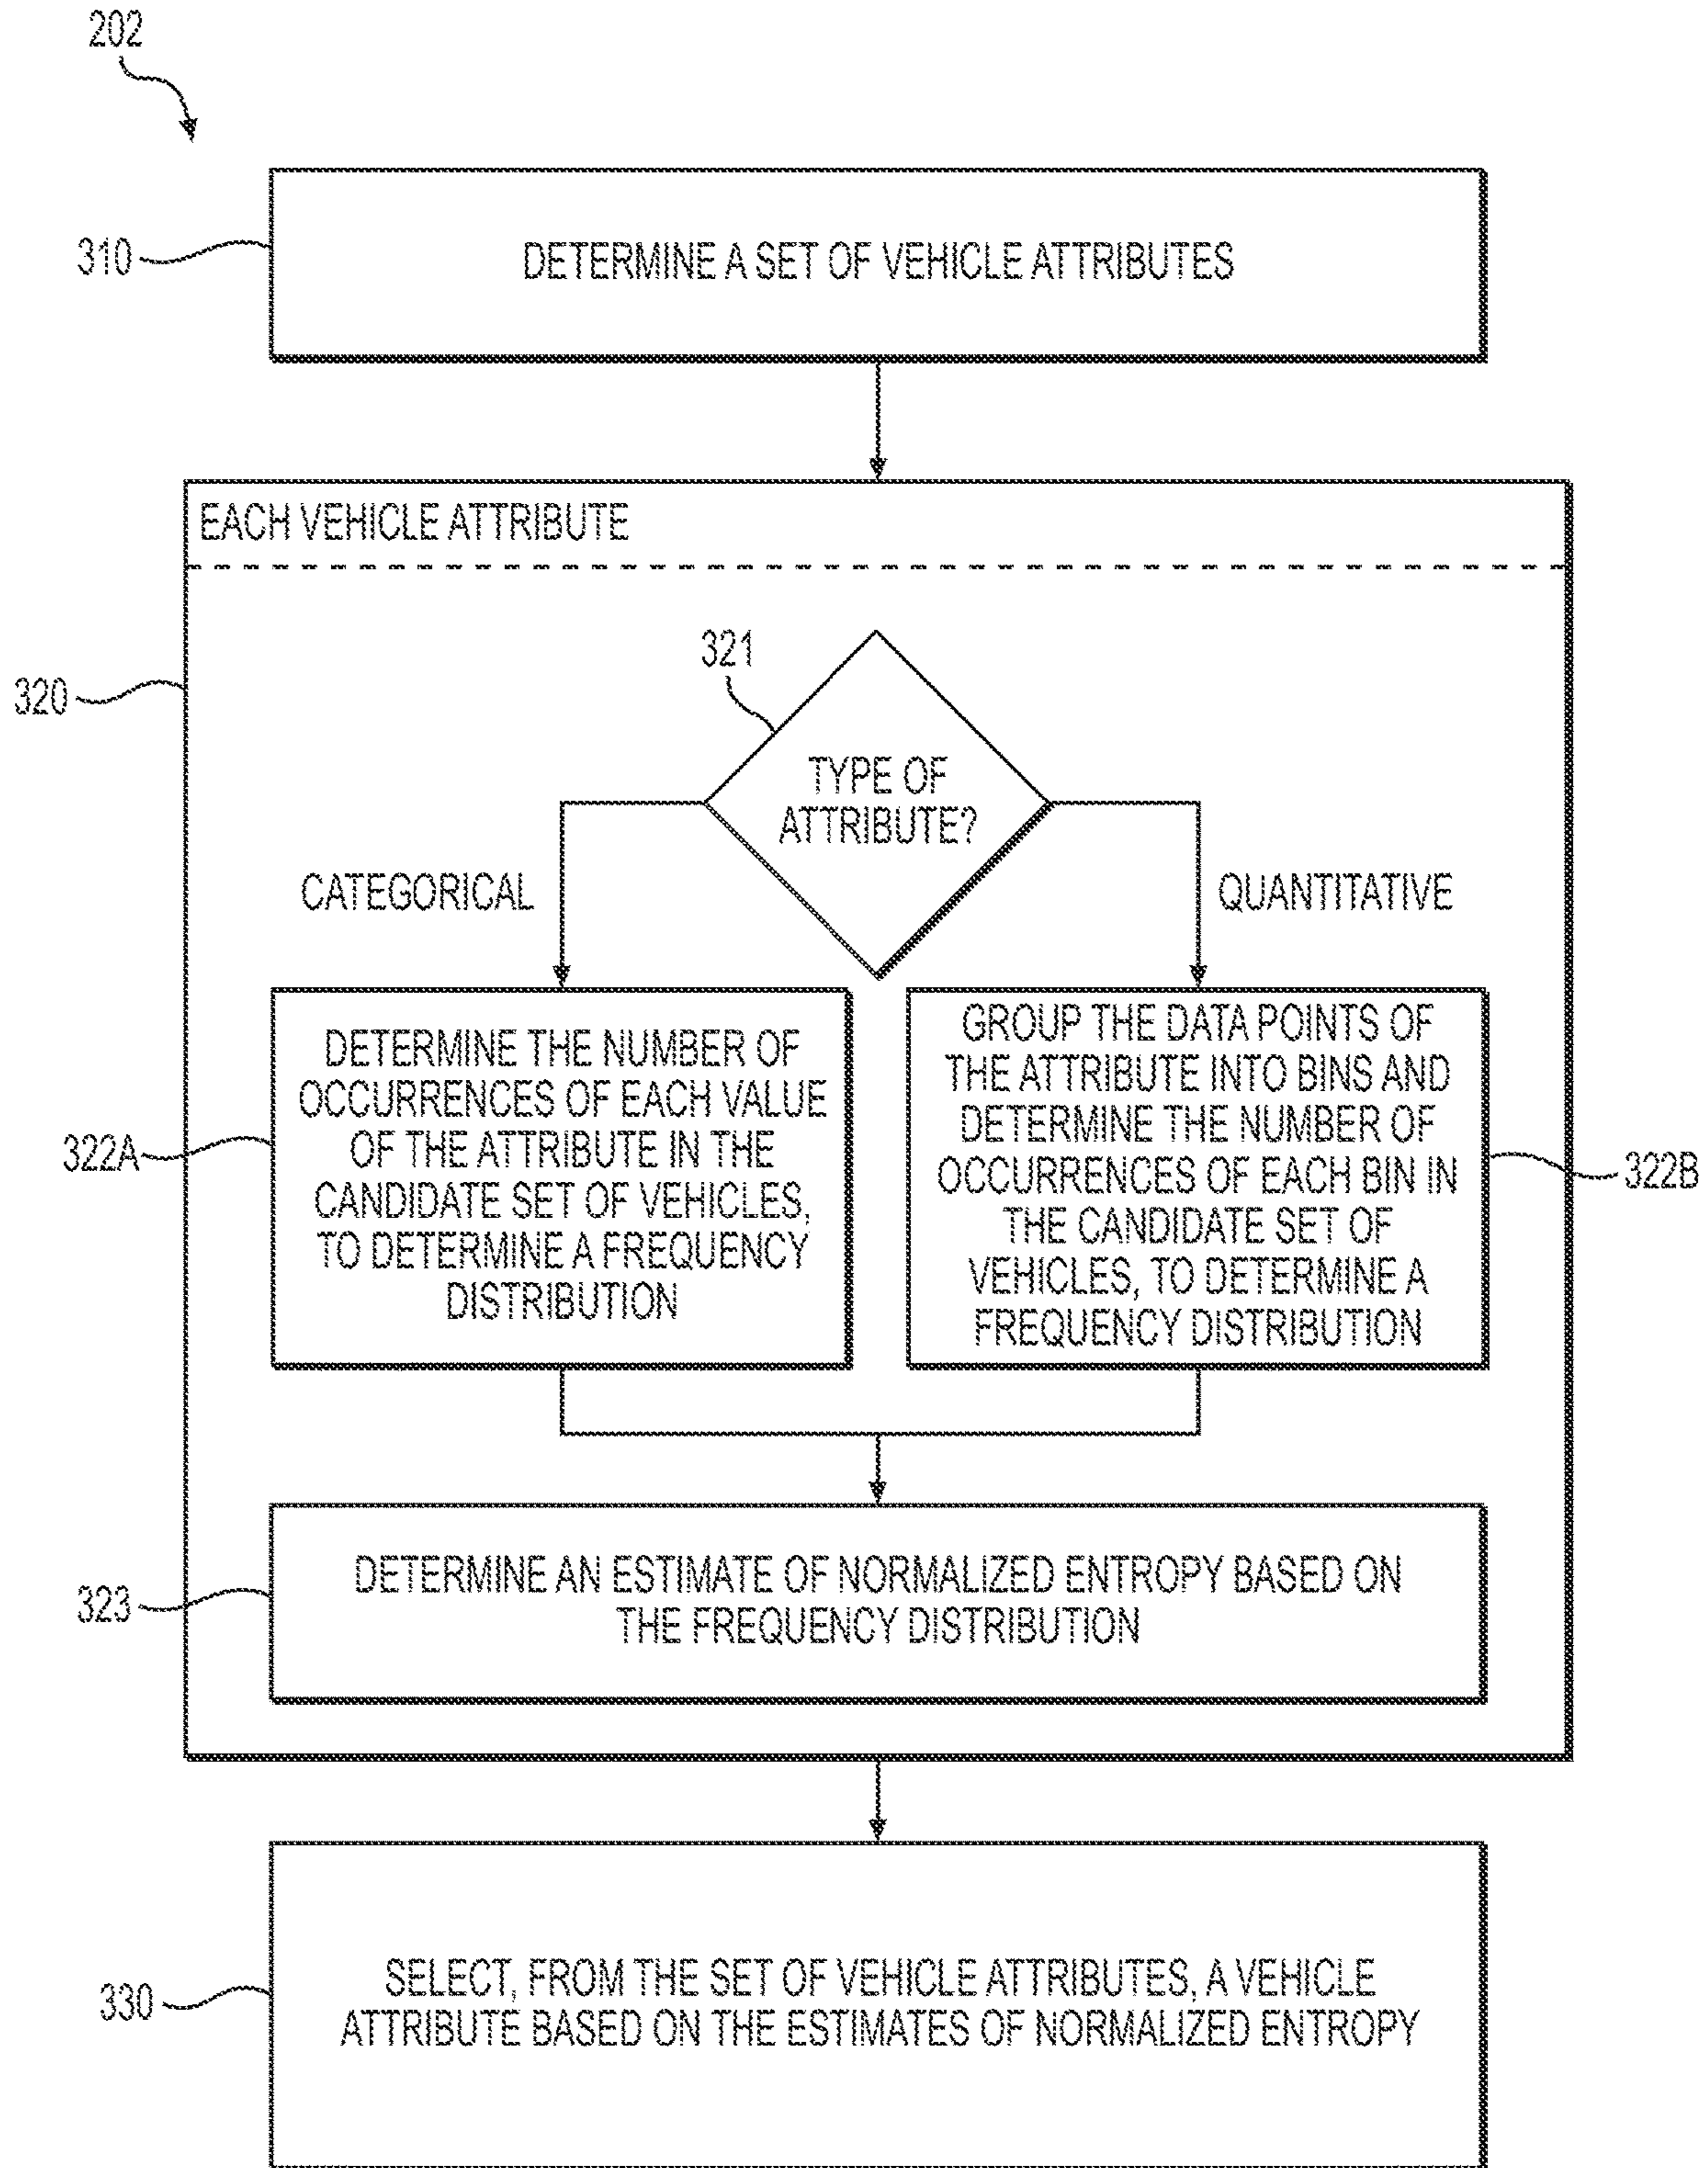 202
310
DETERMINE A SET OF VEHICLE ATTRIBUTES
EACH VEHICLE ATTRIBUTE
320
321
TYPE OF
ATTRIBUTE?
CATEGORICAL
QUANTITATIVE
322A
DETERMINE THE NUMBER OF
OCCURRENCES OF EACH VALUE
OF THE ATTRIBUTE IN THE
CANDIDATE SET OF VEHICLES,
TO DETERMINE A FREQUENCY
DISTRIBUTION
GROUP THE DATA POINTS OF
THE ATTRIBUTE INTO BINS AND
DETERMINE THE NUMBER OF
OCCURRENCES OF EACH BIN IN
THE CANDIDATE SET OF
VEHICLES, TO DETERMINE A
FREQUENCY DISTRIBUTION
322B
323
DETERMINE AN ESTIMATE OF NORMALIZED ENTROPY BASED ON
THE FREQUENCY DISTRIBUTION
330
SELECT, FROM THE SET OF VEHICLE ATTRIBUTES, A VEHICLE
ATTRIBUTE BASED ON THE ESTIMATES OF NORMALIZED ENTROPY